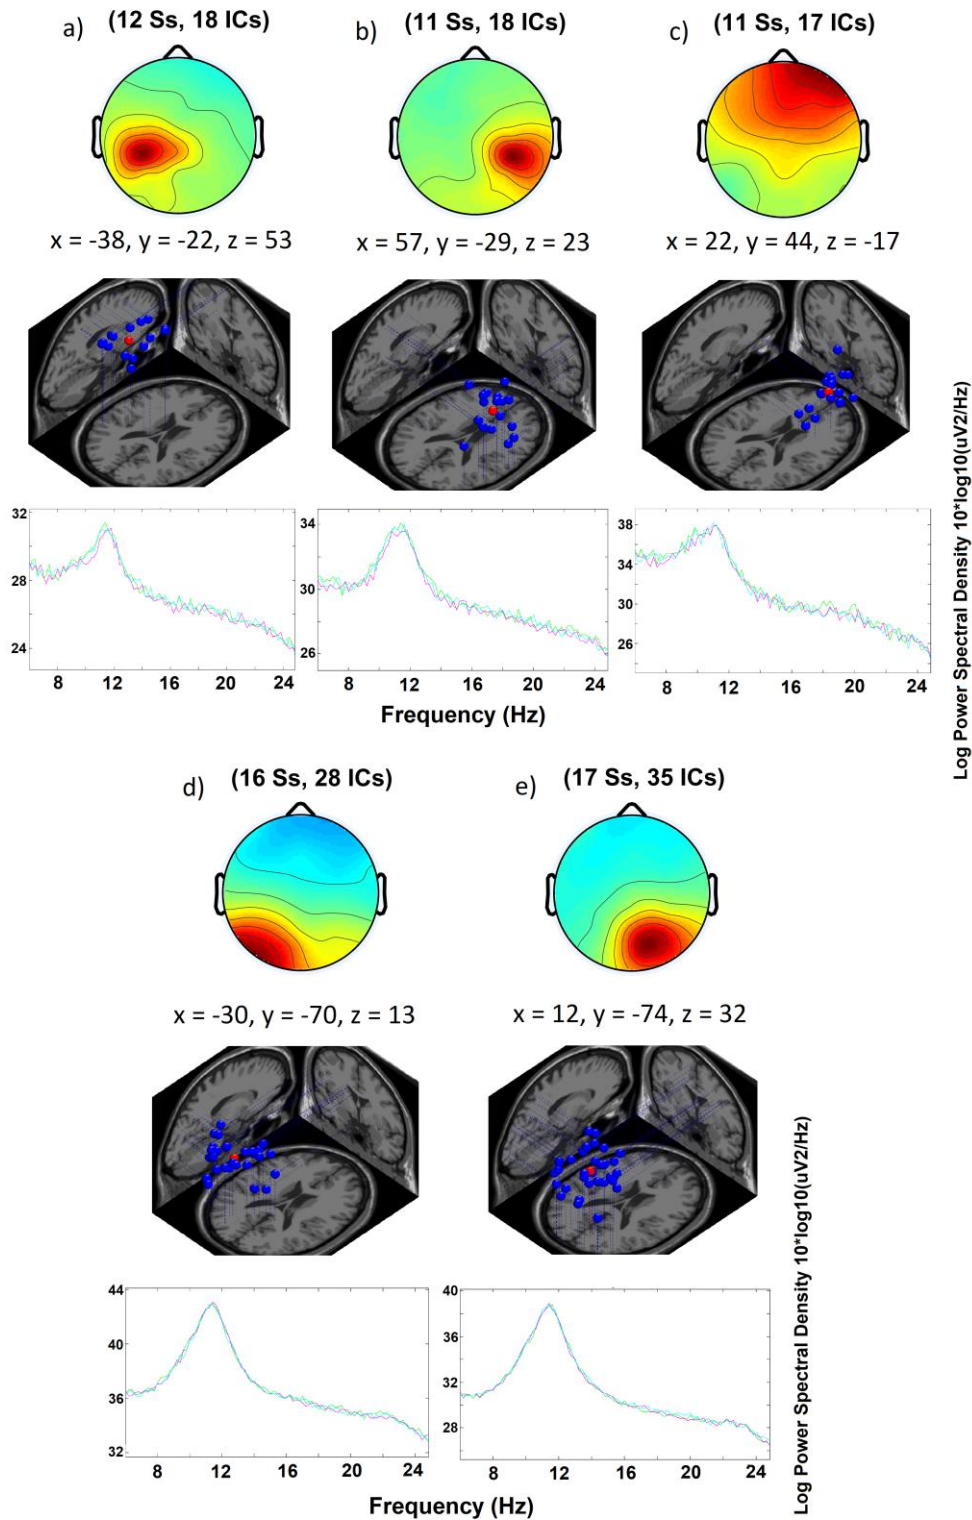 a) (12 Ss, 18 ICs)
b) (11 Ss, 18 ICs)
c) (11 Ss, 17 ICs)
x = -38, y = -22, z = 53
x = 57, y = -29, z = 23
x = 22, y = 44, z = -17
32
28
24
8 12 16 20 24
34
30
26
8 12 16 20 24
38
34
30
26
8 12 16 20 24
Frequency (Hz)
Log Power Spectral Density 10*log10(uV2/Hz)
d) (16 Ss, 28 ICs)
e) (17 Ss, 35 ICs)
x = -30, y = -70, z = 13
x = 12, y = -74, z = 32
44
40
36
32
8 12 16 20 24
40
36
32
28
8 12 16 20 24
Frequency (Hz)
Log Power Spectral Density 10*log10(uV2/Hz)